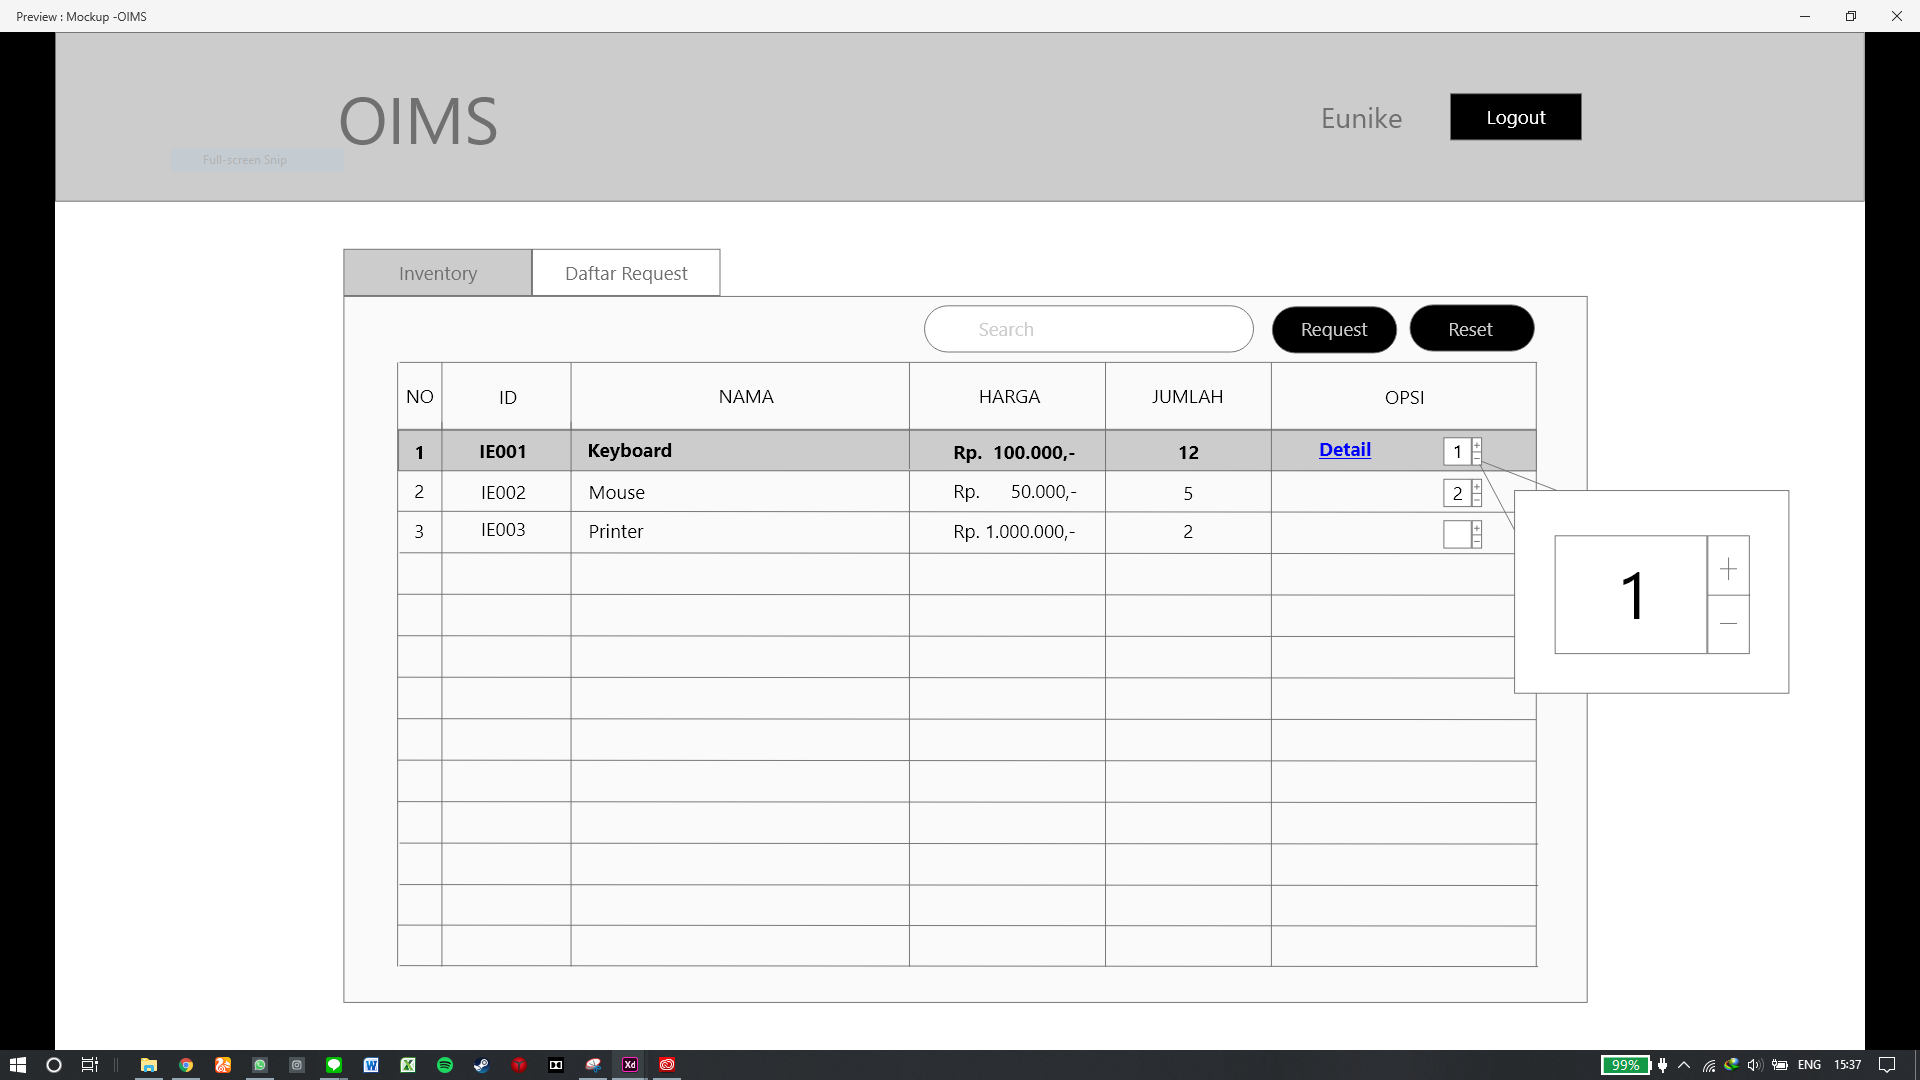 Preview : Mockup -OIMS
OIMS
Eunike
Logout
Full-screen Snip
Inventory
Daftar Request
Search
Request
Reset
NO ID NAMA HARGA JUMLAH OPSI
1 IE001 Keyboard Rp. 100.000,- 12 Detail 1 + −
2 IE002 Mouse Rp. 50.000,- 5 2 + −
3 IE003 Printer Rp. 1.000.000,- 2 + −
1 + −
W X Xd
99% ENG 15:37